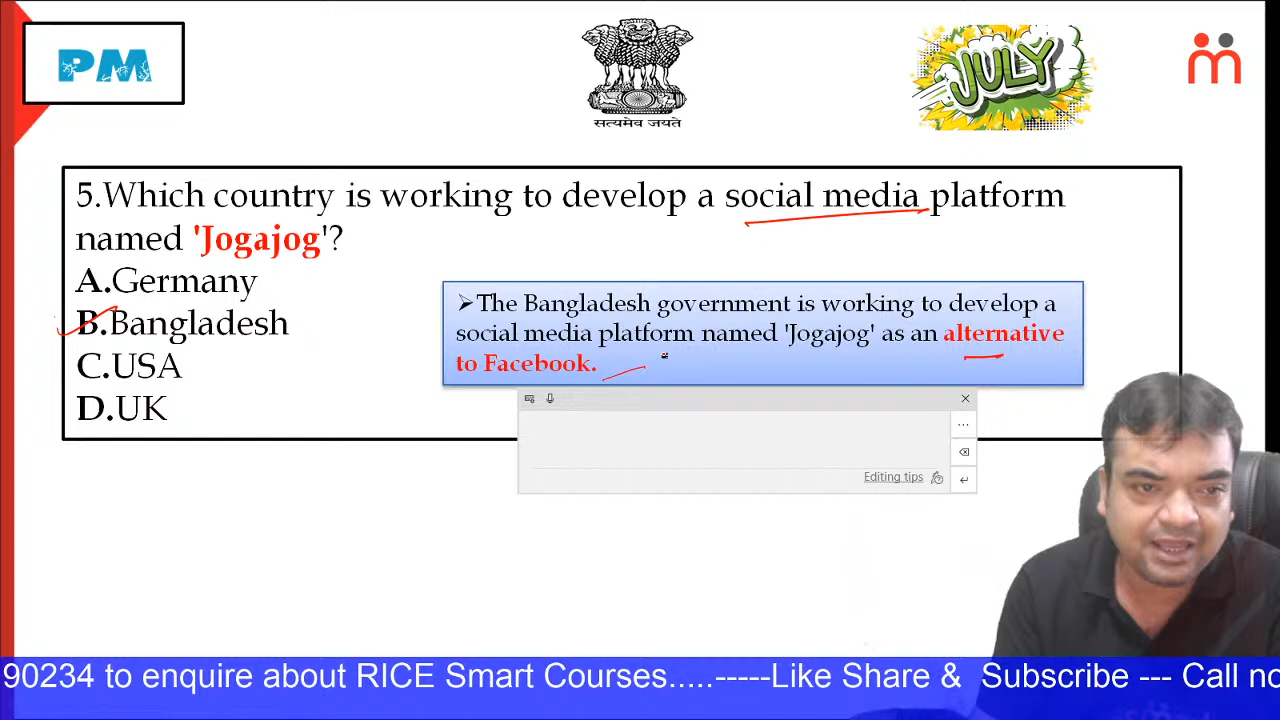 PM
सत्यमेव जयते
JULY
5.Which country is working to develop a social media platform
named 'Jogajog'?
A.Germany
B.Bangladesh
C.USA
D.UK
➢The Bangladesh government is working to develop a
social media platform named 'Jogajog' as an alternative
to Facebook.
Editing tips
90234 to enquire about RICE Smart Courses.....-----Like Share & Subscribe --- Call no